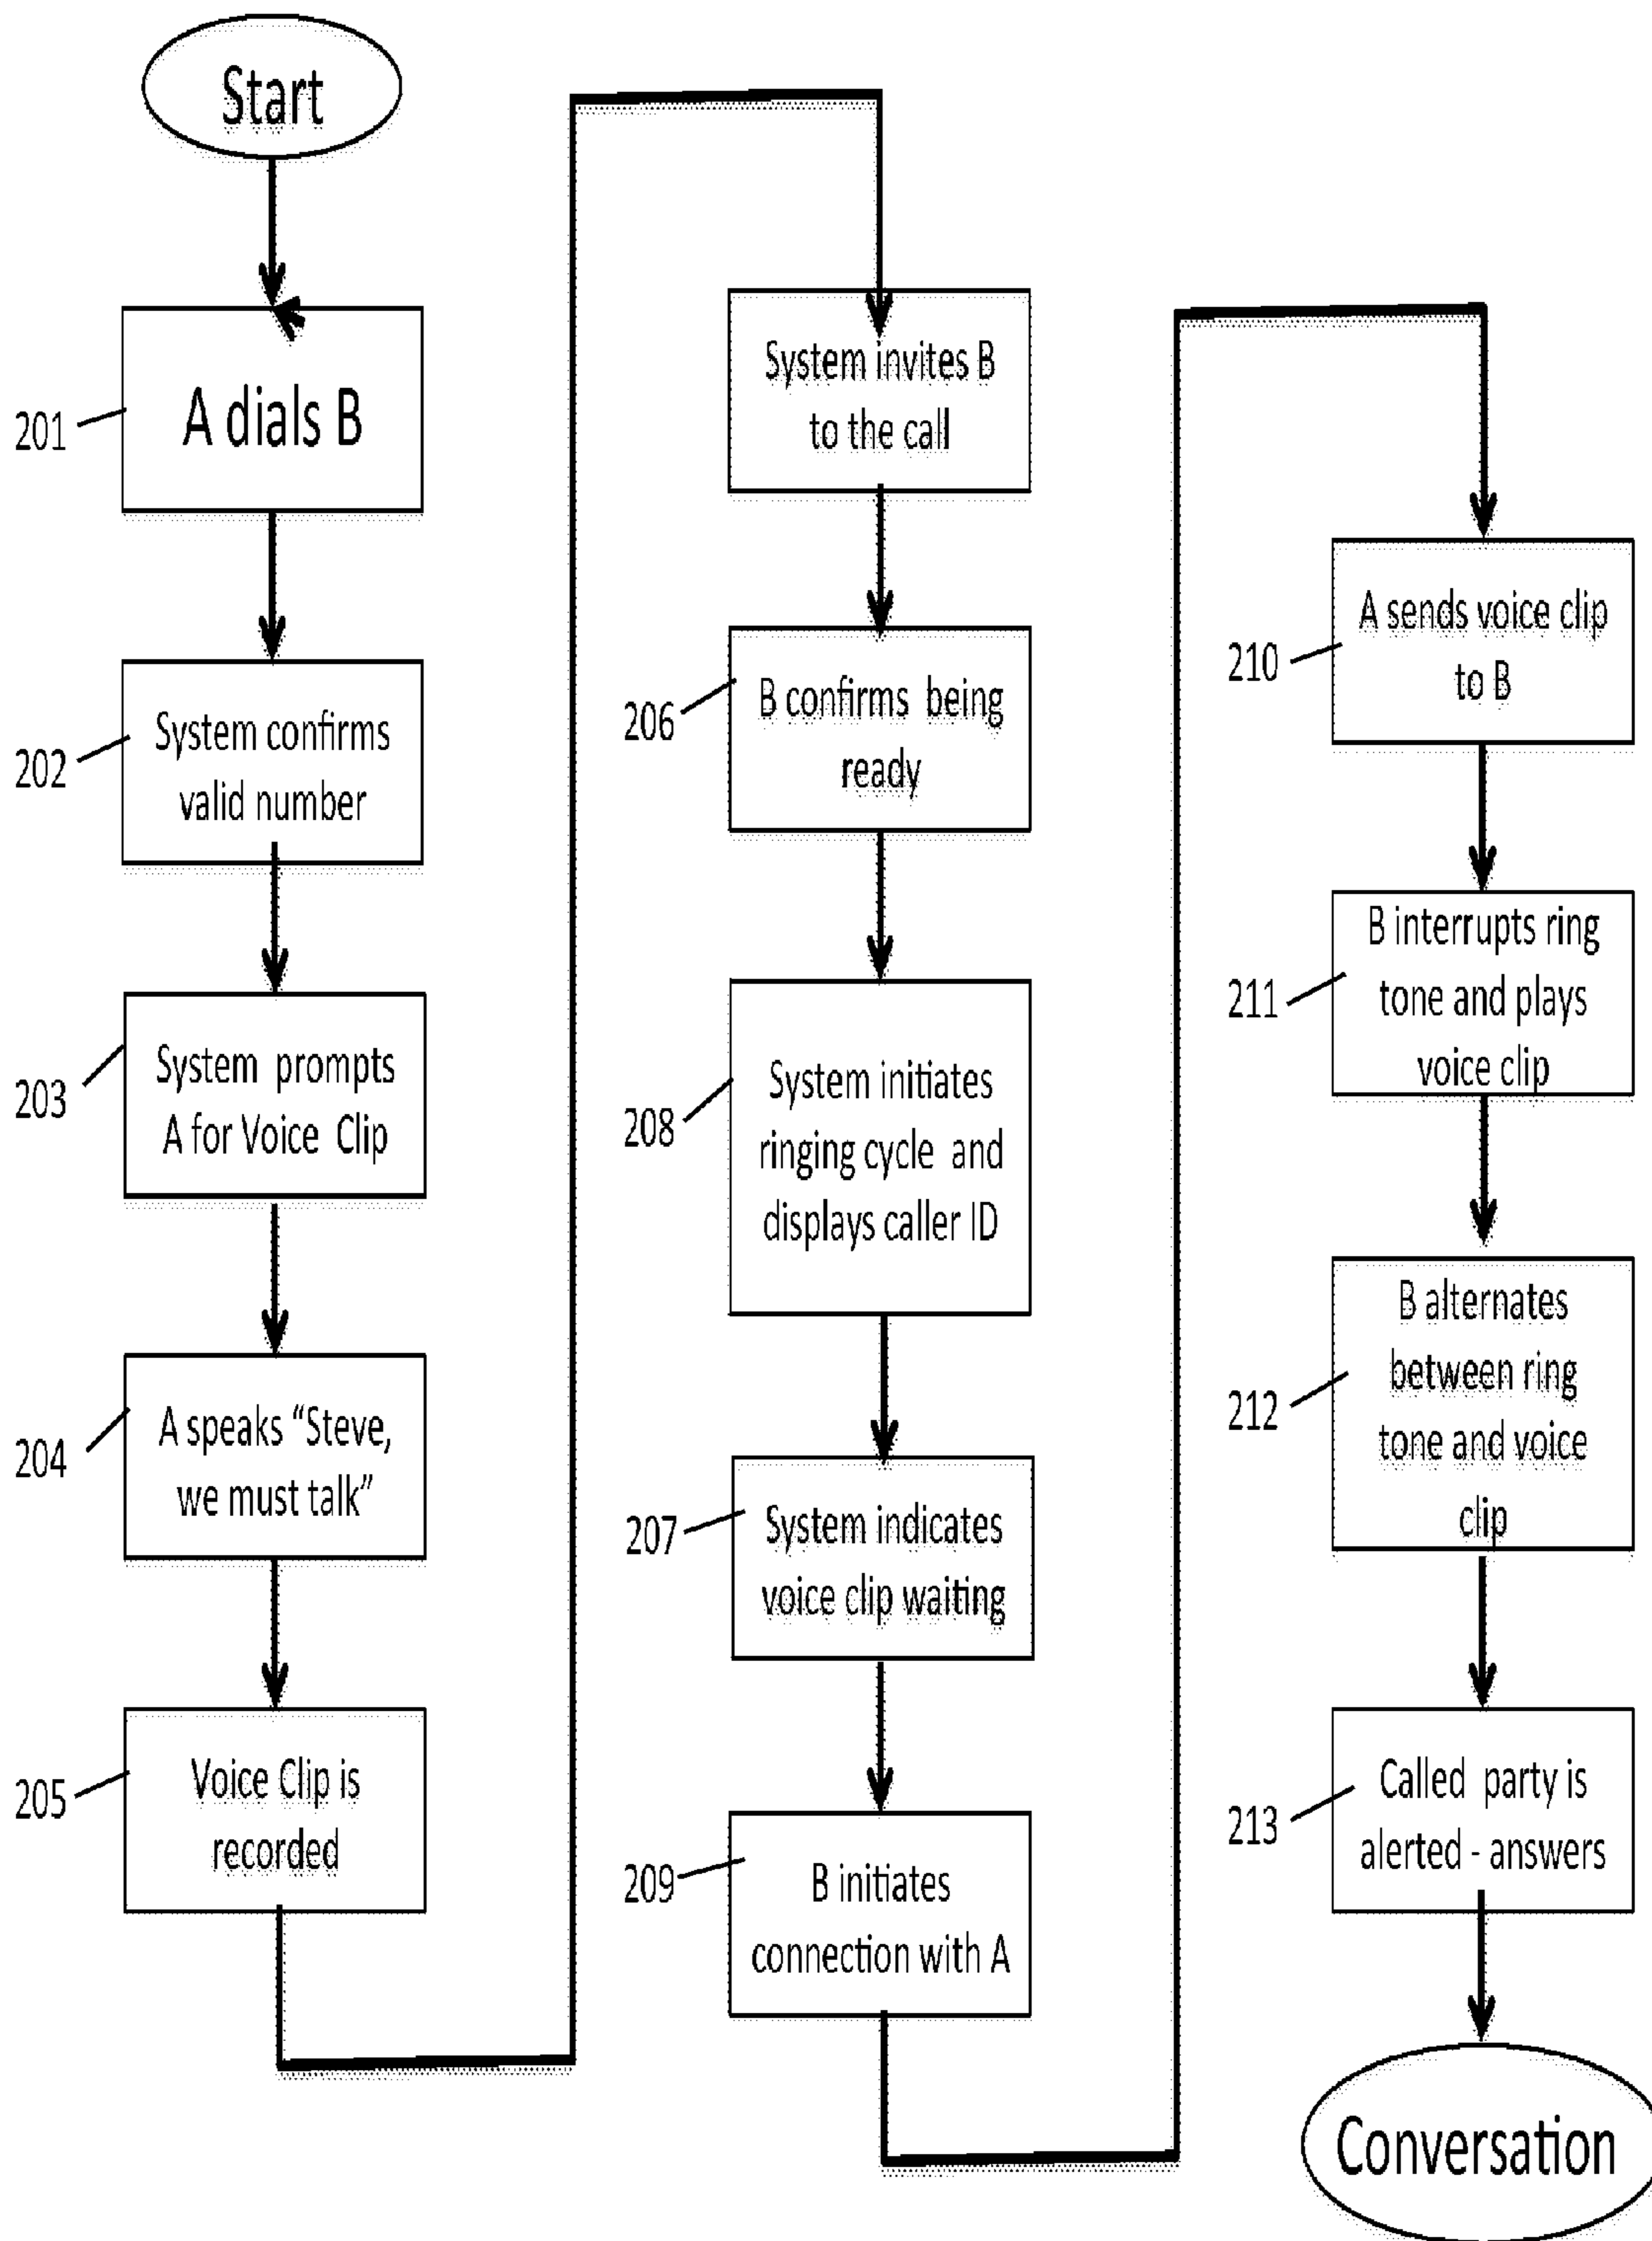 Start
201
A dials B
202
System confirms
valid number
203
System prompts
A for Voice Clip
204
A speaks “Steve,
we must talk”
205
Voice Clip is
recorded
System invites B
to the call
206
B confirms being
ready
208
System initiates
ringing cycle and
displays caller ID
207
System indicates
voice clip waiting
209
B initiates
connection with A
210
A sends voice clip
to B
211
B interrupts ring
tone and plays
voice clip
212
B alternates
between ring
tone and voice
clip
213
Called party is
alerted - answers
Conversation